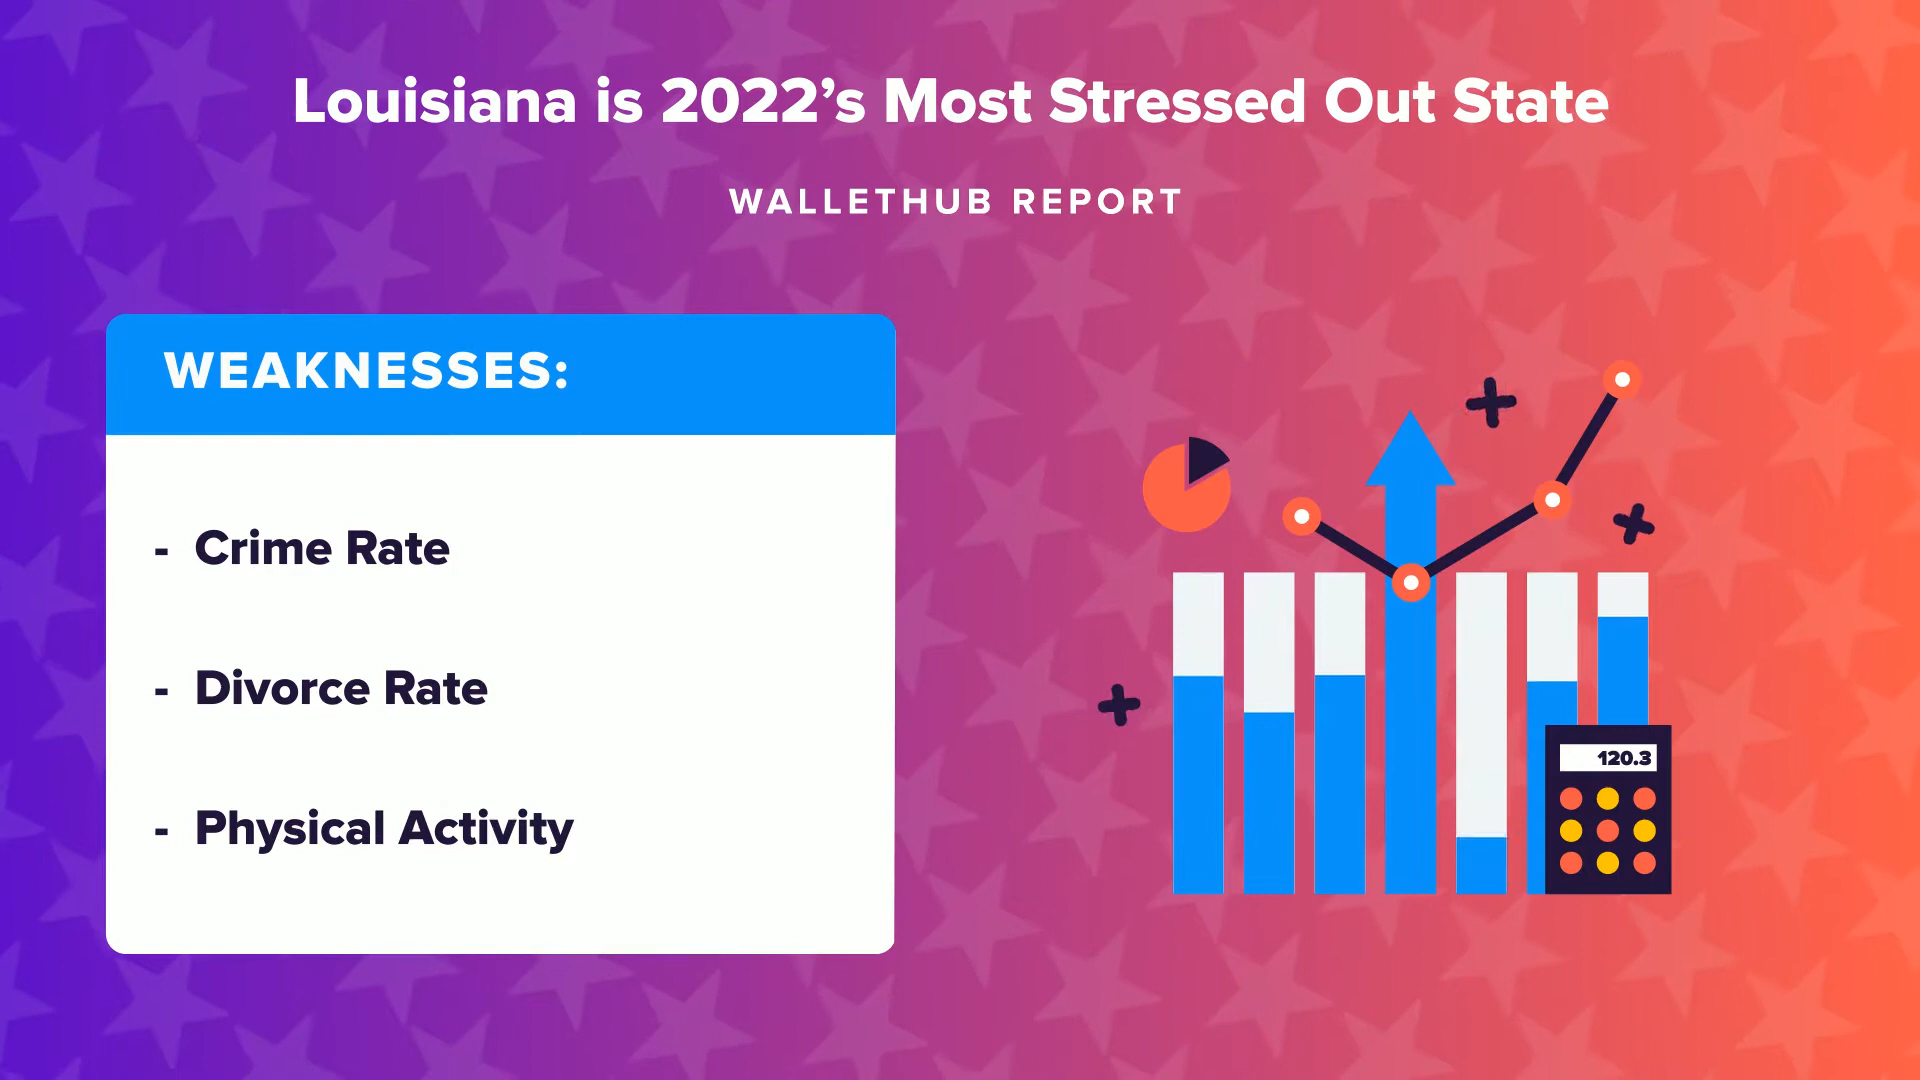 Louisiana is 2022’s Most Stressed Out State
WALLETHUB REPORT
WEAKNESSES:
- Crime Rate
- Divorce Rate
- Physical Activity
120.3